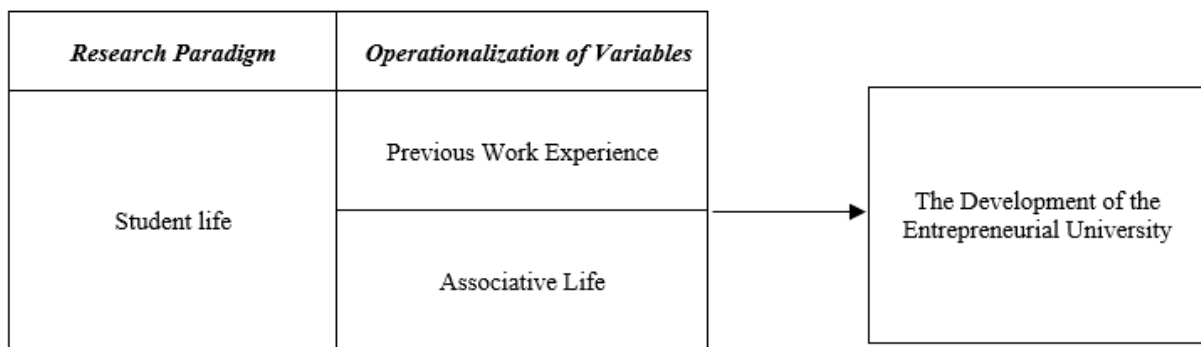 Research Paradigm
Operationalization of Variables
Student life
Previous Work Experience
Associative Life
The Development of the
Entrepreneurial University